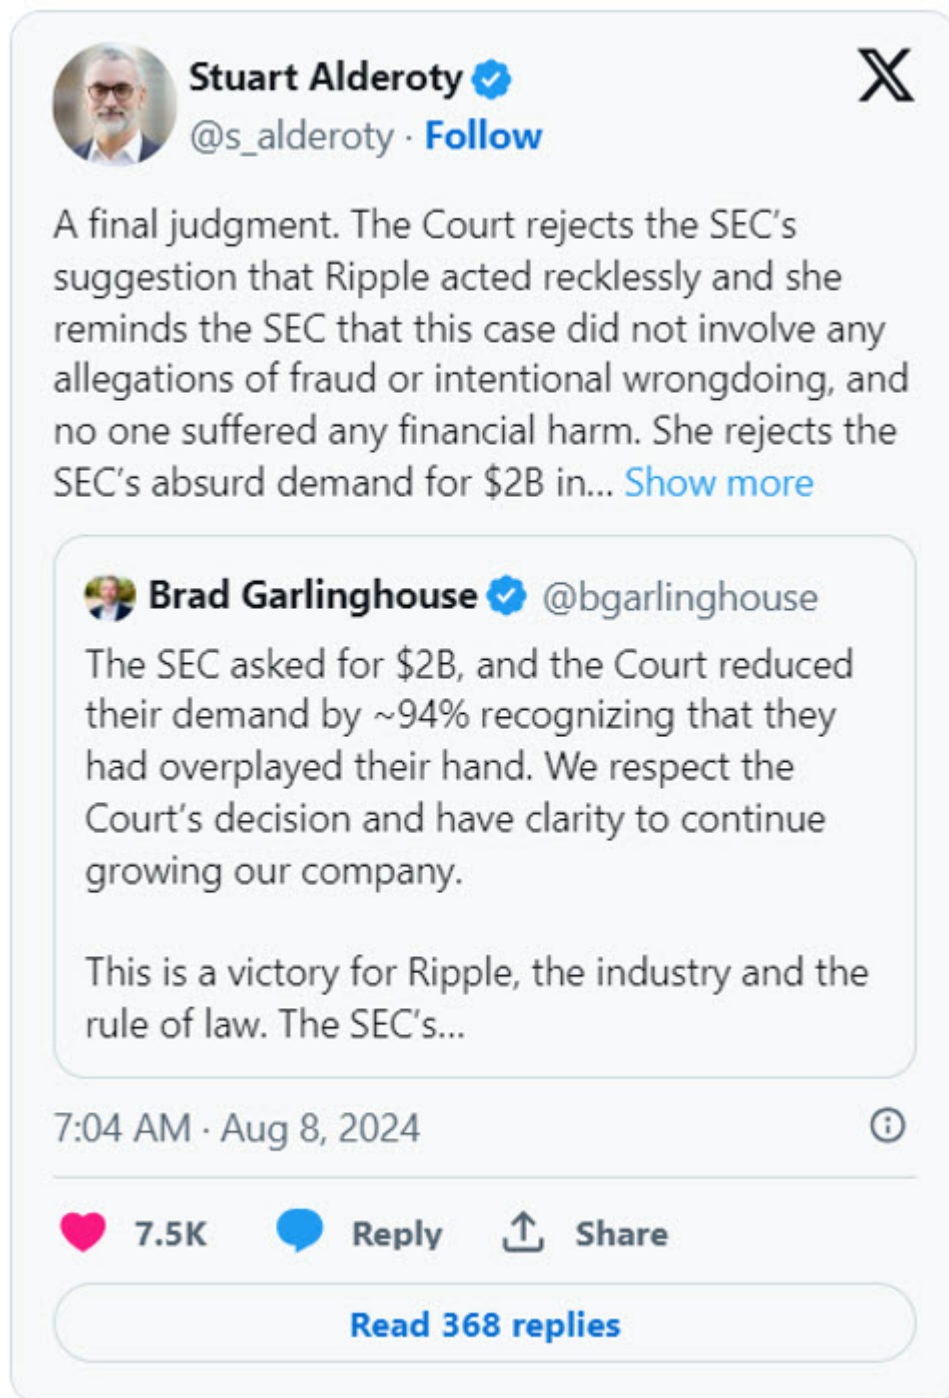 Stuart Alderoty
@s_alderoty · Follow
A final judgment. The Court rejects the SEC’s
suggestion that Ripple acted recklessly and she
reminds the SEC that this case did not involve any
allegations of fraud or intentional wrongdoing, and
no one suffered any financial harm. She rejects the
SEC’s absurd demand for $2B in... Show more
Brad Garlinghouse @bgarlinghouse
The SEC asked for $2B, and the Court reduced
their demand by ~94% recognizing that they
had overplayed their hand. We respect the
Court’s decision and have clarity to continue
growing our company.
This is a victory for Ripple, the industry and the
rule of law. The SEC’s...
7:04 AM · Aug 8, 2024
7.5K Reply Share
Read 368 replies